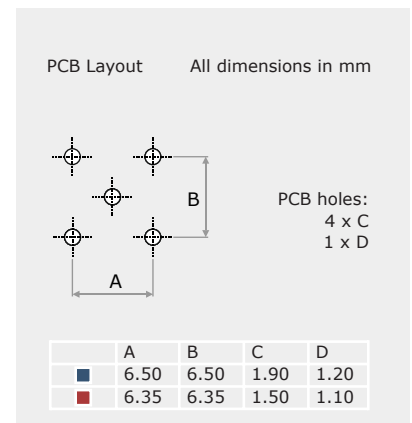 PCB Layout All dimensions in mm
B
PCB holes:
4 x C
1 x D
A
A B C D
6.50 6.50 1.90 1.20
6.35 6.35 1.50 1.10